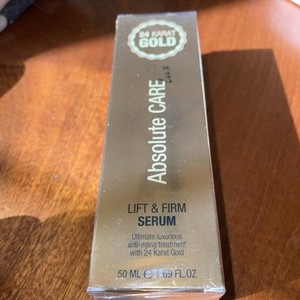 24 KARAT
GOLD
Absolute CARE
LIFT & FIRM
SERUM
Ultimate luxurious
anti-aging treatment
with 24 Karat Gold
50 ML ℮ 1.69 FL.OZ